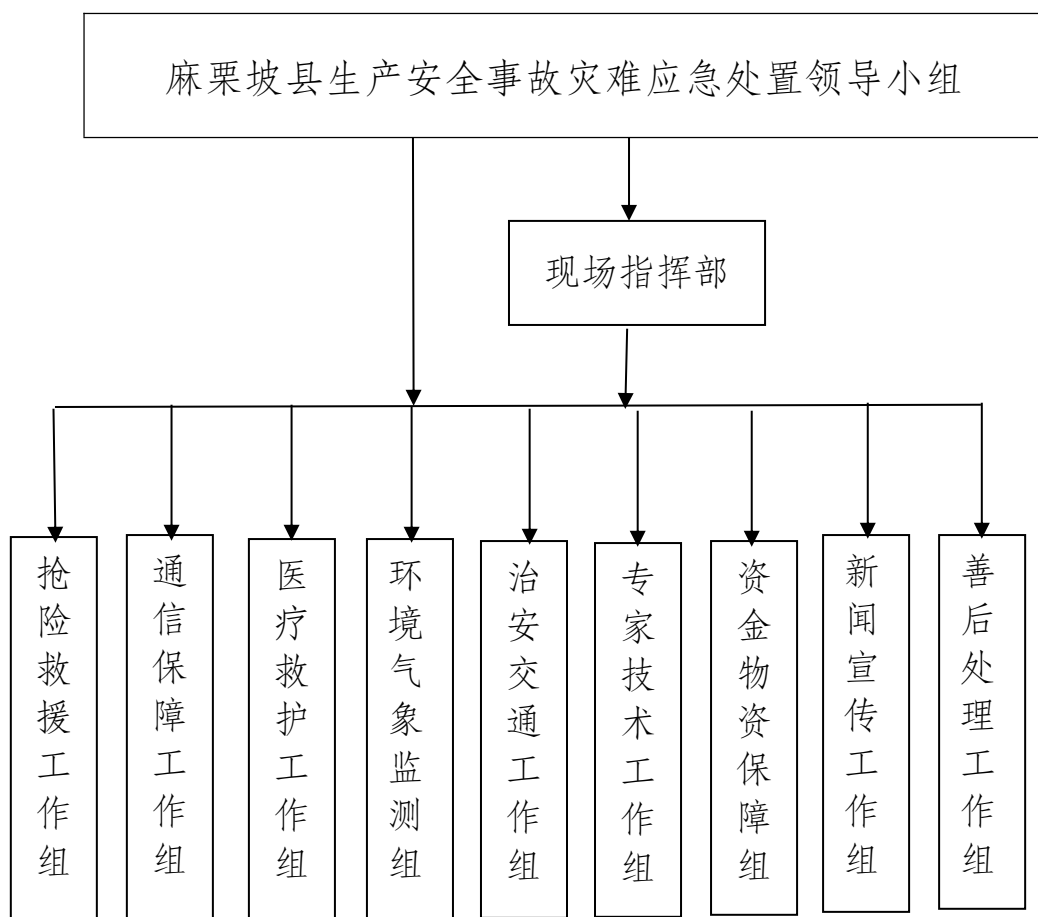 麻栗坡县生产安全事故灾难应急处置领导小组
现场指挥部
抢险救援工作组
通信保障工作组
医疗救护工作组
环境气象监测组
治安交通工作组
专家技术工作组
资金物资保障组
新闻宣传工作组
善后处理工作组